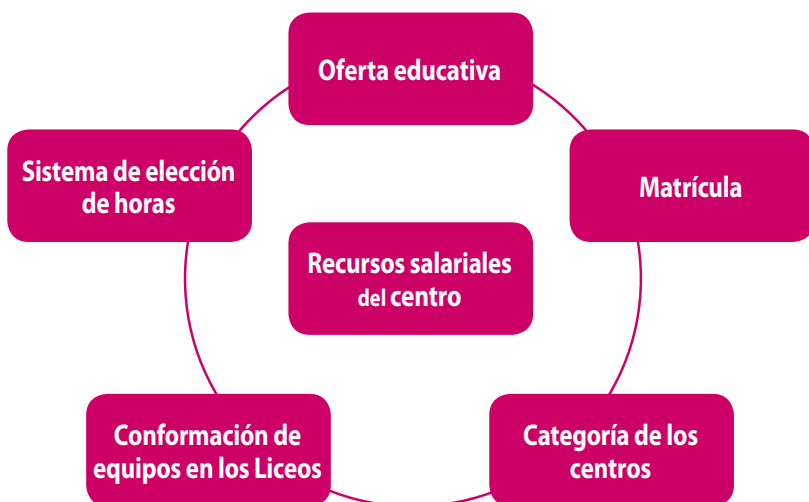 Oferta educativa
Sistema de elección
de horas
Matrícula
Recursos salariales
del centro
Conformación de
equipos en los Liceos
Categoría de los
centros